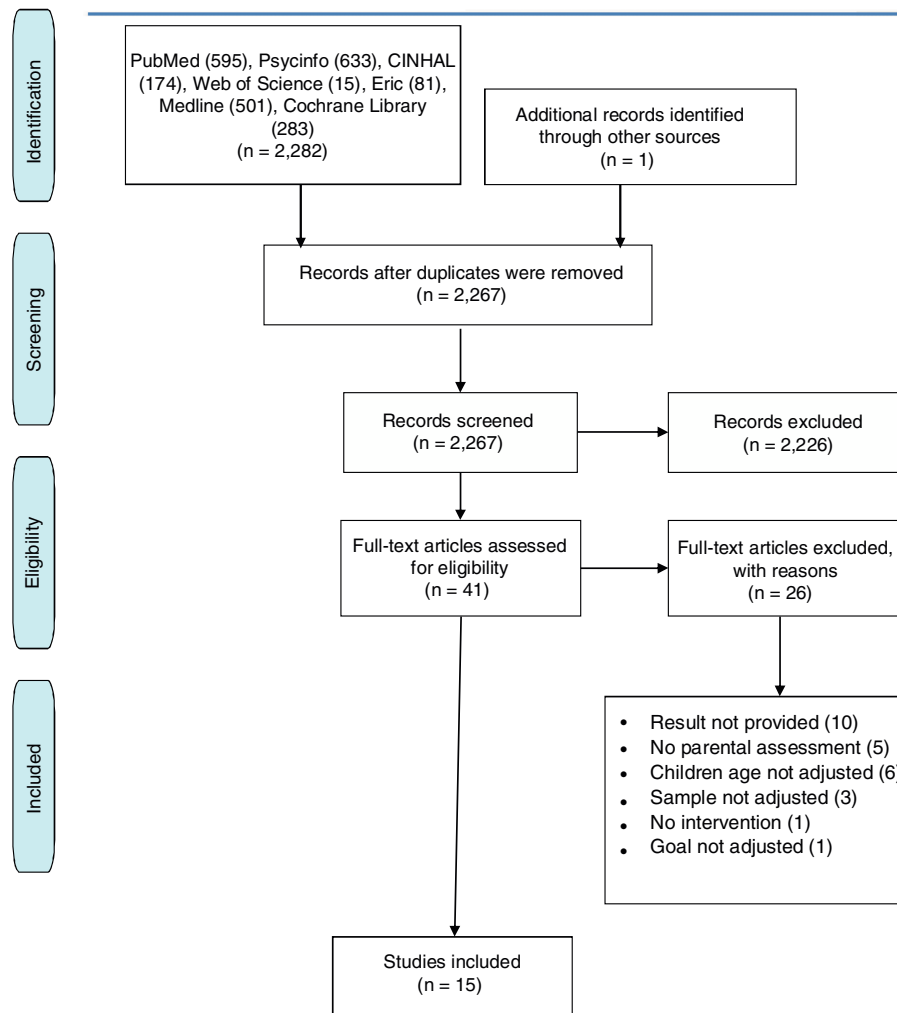 Identification
PubMed (595), Psycinfo (633), CINHAL
(174), Web of Science (15), Eric (81),
Medline (501), Cochrane Library
(283)
(n = 2,282)
Additional records identified
through other sources
(n = 1)
Screening
Records after duplicates were removed
(n = 2,267)
Records screened
(n = 2,267)
Records excluded
(n = 2,226)
Eligibility
Full-text articles assessed
for eligibility
(n = 41)
Full-text articles excluded,
with reasons
(n = 26)
Included
• Result not provided (10)
• No parental assessment (5)
• Children age not adjusted (6)
• Sample not adjusted (3)
• No intervention (1)
• Goal not adjusted (1)
Studies included
(n = 15)